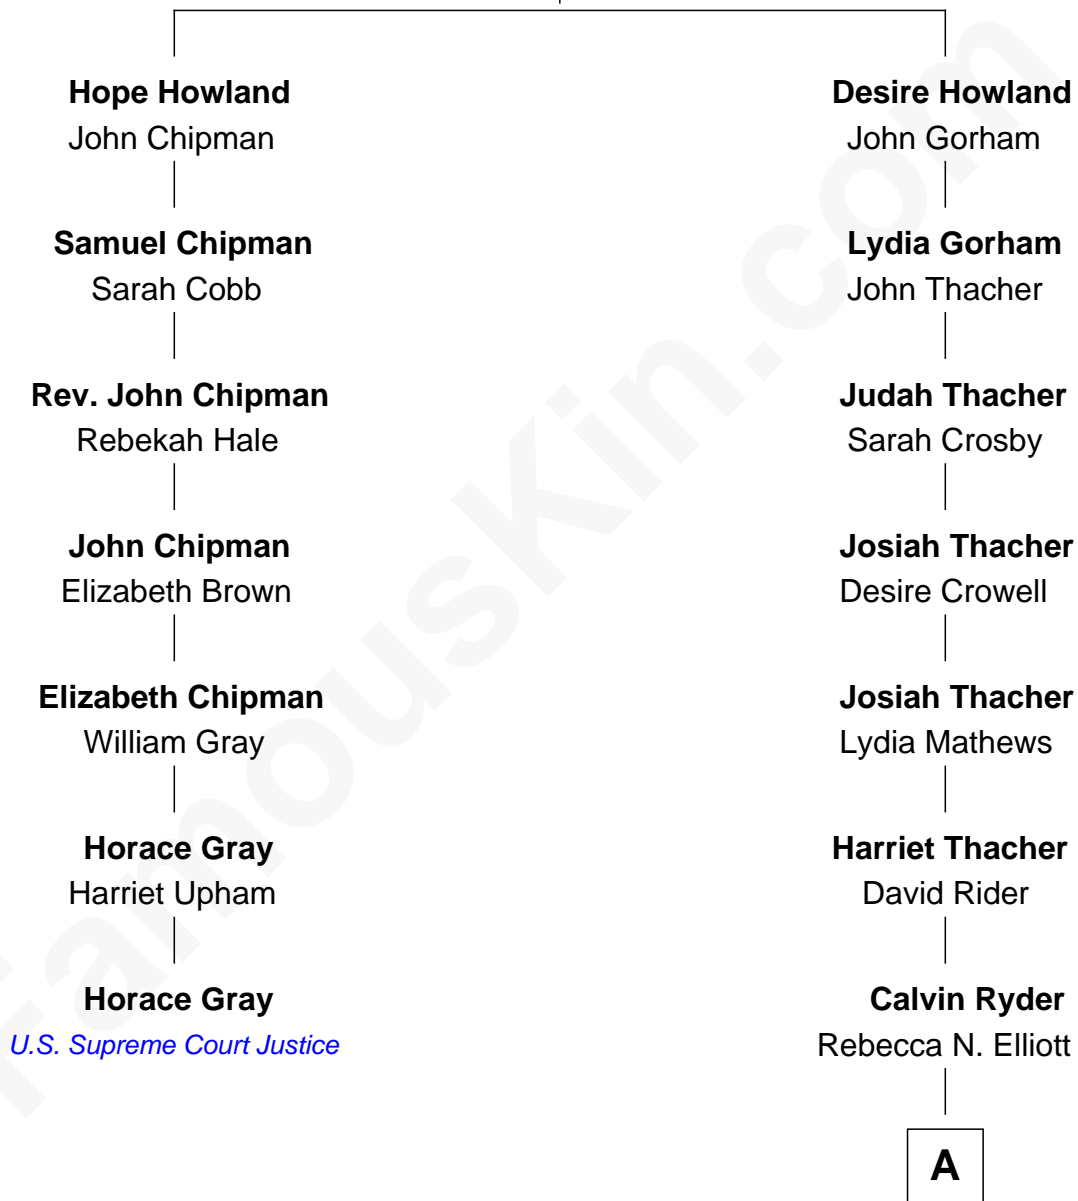 Hope Howland
John Chipman
Samuel Chipman
Sarah Cobb
Rev. John Chipman
Rebekah Hale
John Chipman
Elizabeth Brown
Elizabeth Chipman
William Gray
Horace Gray
Harriet Upham
Horace Gray
U.S. Supreme Court Justice
Desire Howland
John Gorham
Lydia Gorham
John Thacher
Judah Thacher
Sarah Crosby
Josiah Thacher
Desire Crowell
Josiah Thacher
Lydia Mathews
Harriet Thacher
David Rider
Calvin Ryder
Rebecca N. Elliott
A
FamousKin.com